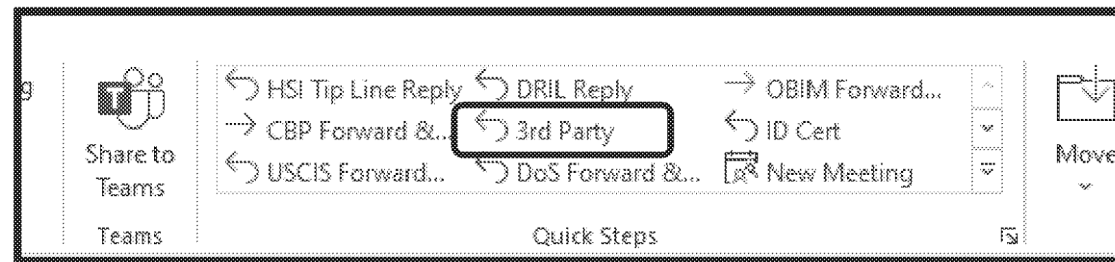 g
Share to
Teams
Teams
HSI Tip Line Reply DRIL Reply OBIM Forward...
CBP Forward &... 3rd Party ID Cert
USCIS Forward... DoS Forward &... New Meeting
Quick Steps
Move